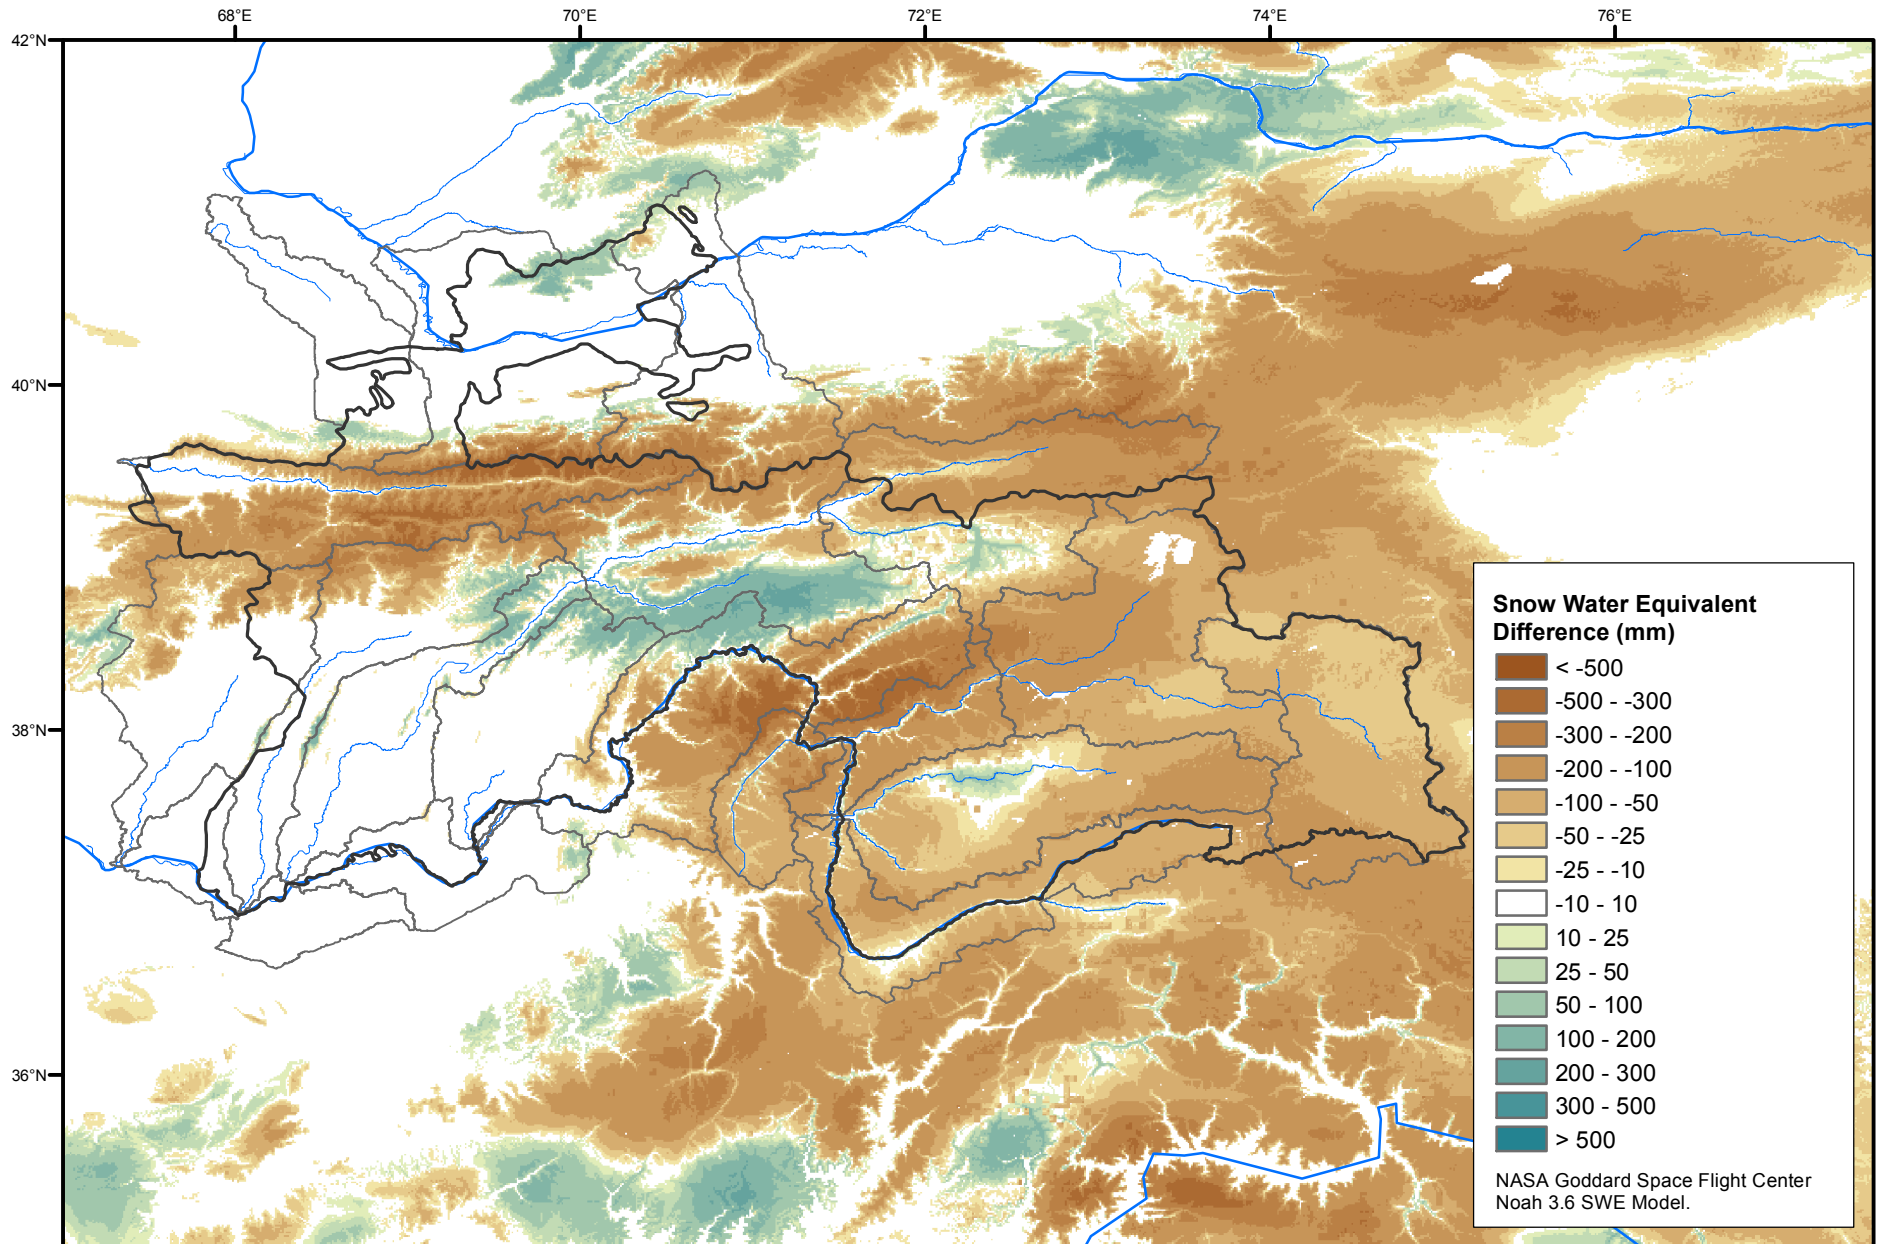 68°E
70°E
72°E
74°E
76°E
42°N
40°N
38°N
36°N
Snow Water Equivalent
Difference (mm)
< -500
-500 - -300
-300 - -200
-200 - -100
-100 - -50
-50 - -25
-25 - -10
-10 - 10
10 - 25
25 - 50
50 - 100
100 - 200
200 - 300
300 - 500
> 500
NASA Goddard Space Flight Center
Noah 3.6 SWE Model.